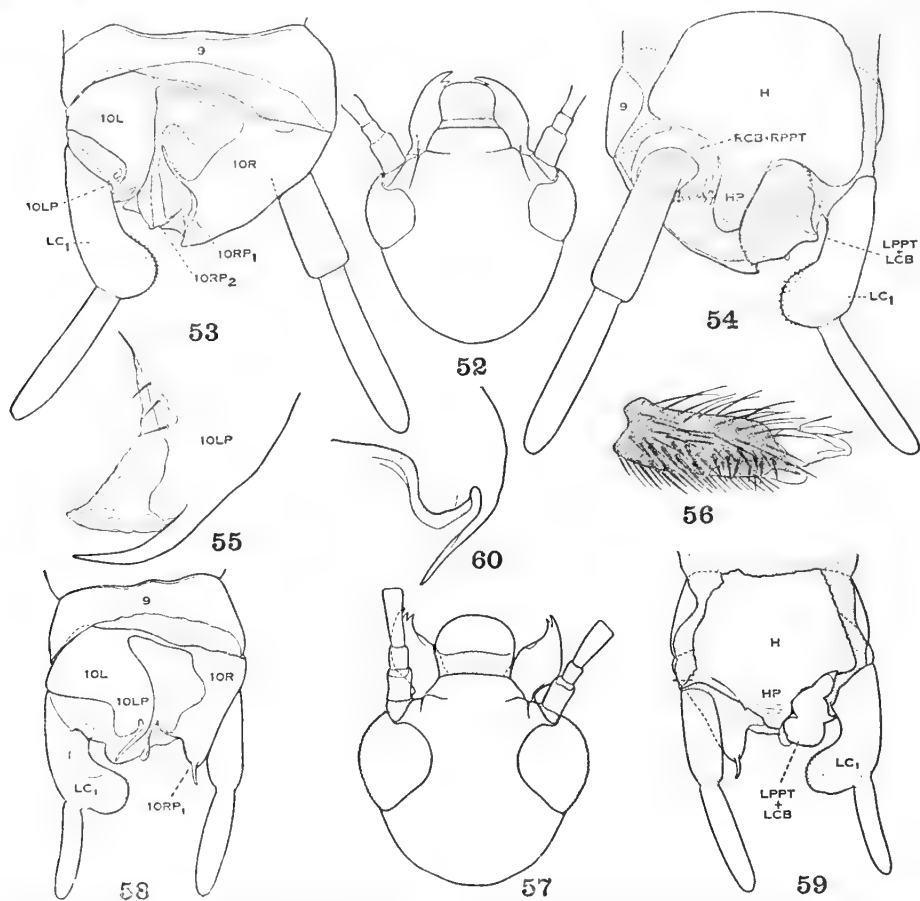 9
10L
10R
10LP
LC1
10RP1
10RP2
53
52
9
H
RCB+RPPT
HP
LPPT
+
LCB
LC1
54
10LP
55
60
56
9
10L
10LP
10R
LC1
10RP1
58
57
H
HP
LC1
LPPT
+
LCB
59